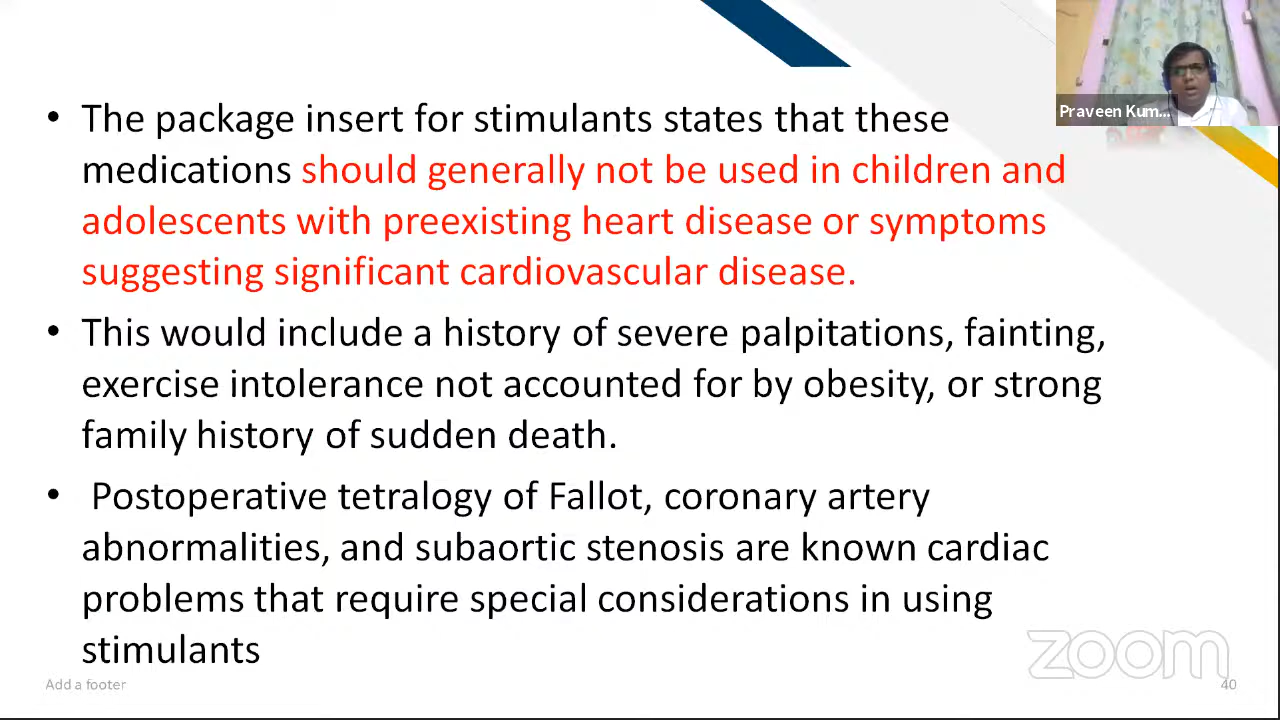 • The package insert for stimulants states that these
medications should generally not be used in children and
adolescents with preexisting heart disease or symptoms
suggesting significant cardiovascular disease.
• This would include a history of severe palpitations, fainting,
exercise intolerance not accounted for by obesity, or strong
family history of sudden death.
• Postoperative tetralogy of Fallot, coronary artery
abnormalities, and subaortic stenosis are known cardiac
problems that require special considerations in using
stimulants
Praveen Kum...
Add a footer
zoom
40